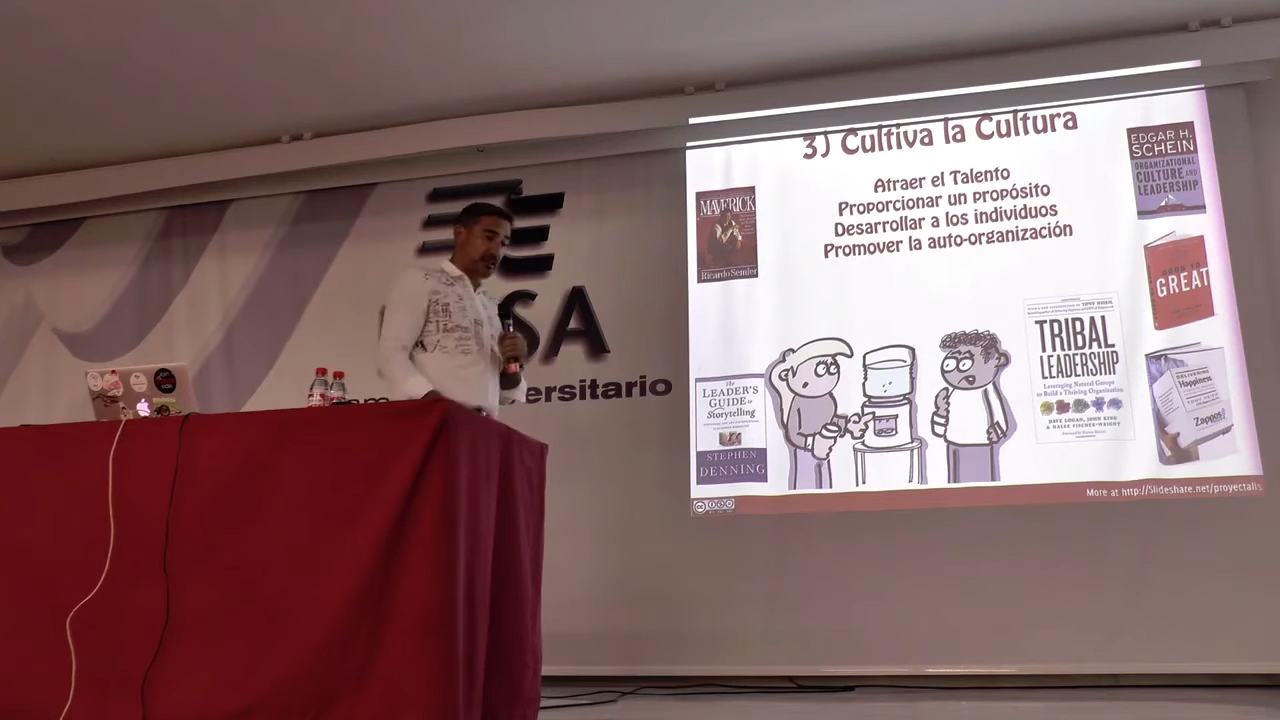 3) Cultiva la Cultura
Atraer el Talento
Proporcionar un propósito
Desarrollar a los individuos
Promover la auto-organización
MAVERICK
Ricardo Semler
EDGAR H.
SCHEIN
ORGANIZATIONAL
CULTURE AND
LEADERSHIP
GREAT
TRIBAL
LEADERSHIP
Leveraging Natural Groups
to Build a Thriving Organization
DAVE LOGAN, JOHN KING
& HALEE FISCHER-WRIGHT
The
LEADER'S
GUIDE to
Storytelling
STEPHEN
DENNING
DELIVERING
Happiness
Zappos
More at http://Slideshare.net/proyectalis
cc
SA
ersitario